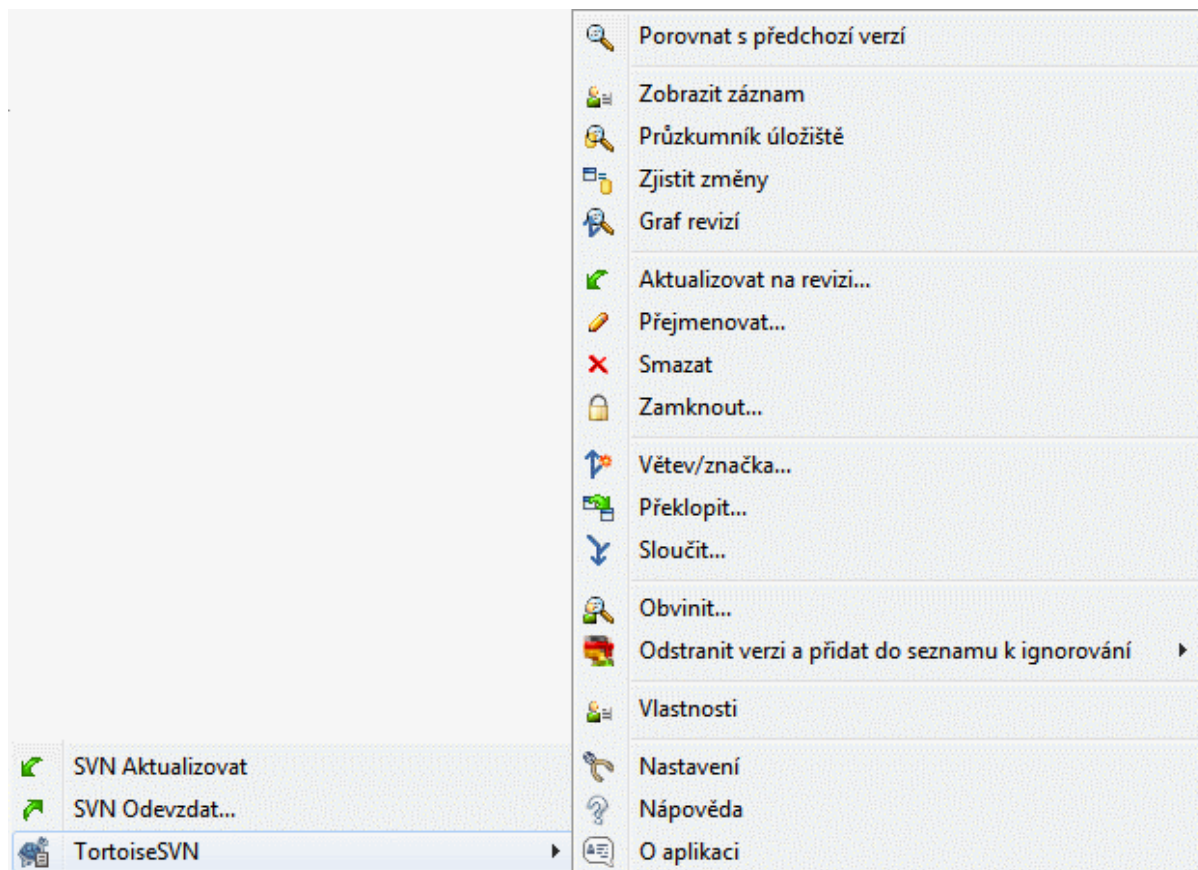 Porovnat s předchozí verzí
Zobrazit záznam
Průzkumník úložiště
Zjistit změny
Graf revizí
Aktualizovat na revizi...
Přejmenovat...
Smazat
Zamknout...
Větev/značka...
Překlopit...
Sloučit...
Obvinit...
Odstranit verzi a přidat do seznamu k ignorování
Vlastnosti
Nastavení
Nápověda
O aplikaci
SVN Aktualizovat
SVN Odevzdat...
TortoiseSVN